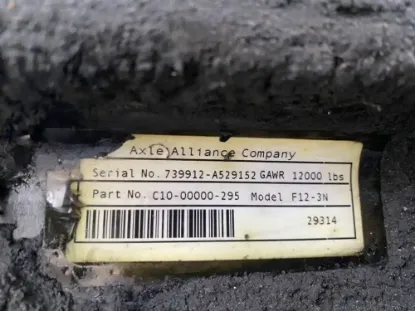 Axle Alliance Company
Serial No. 739912-A529152 GAWR 12000 lbs
Part No. C10-00000-295 Model F12-3N
29314